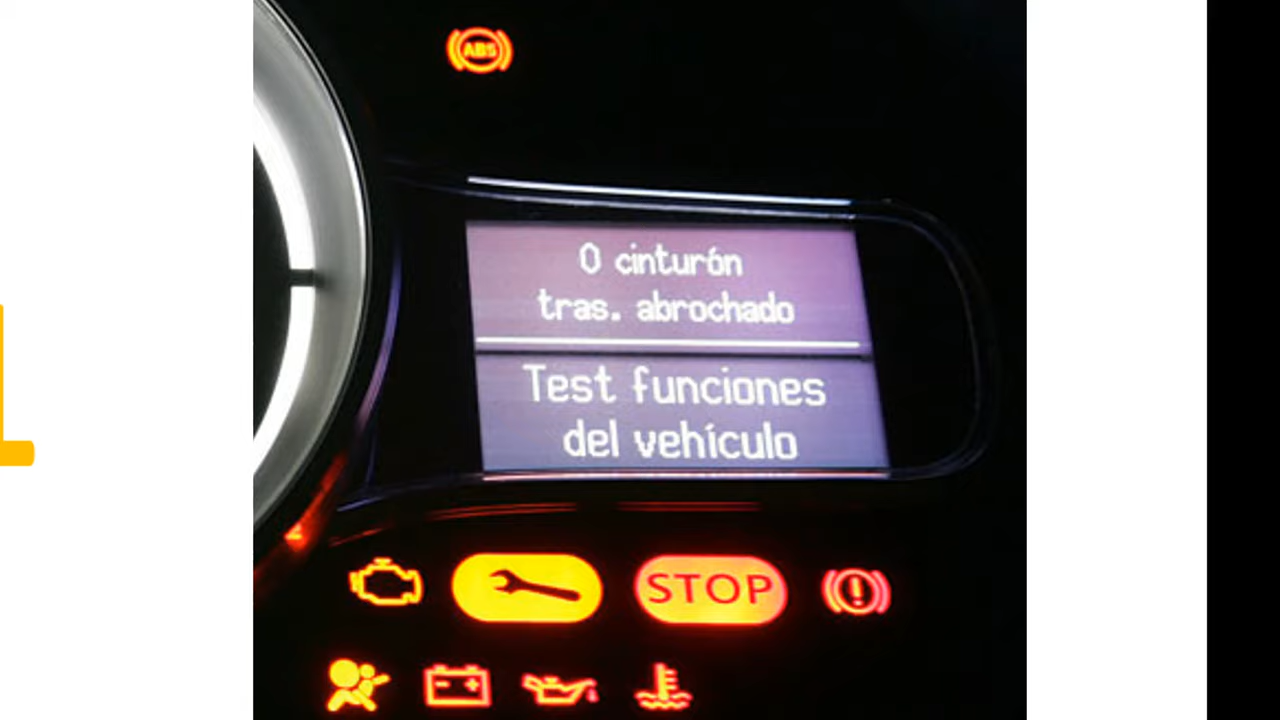 ABS
0 cinturón
tras. abrochado
Test funciones
del vehículo
STOP